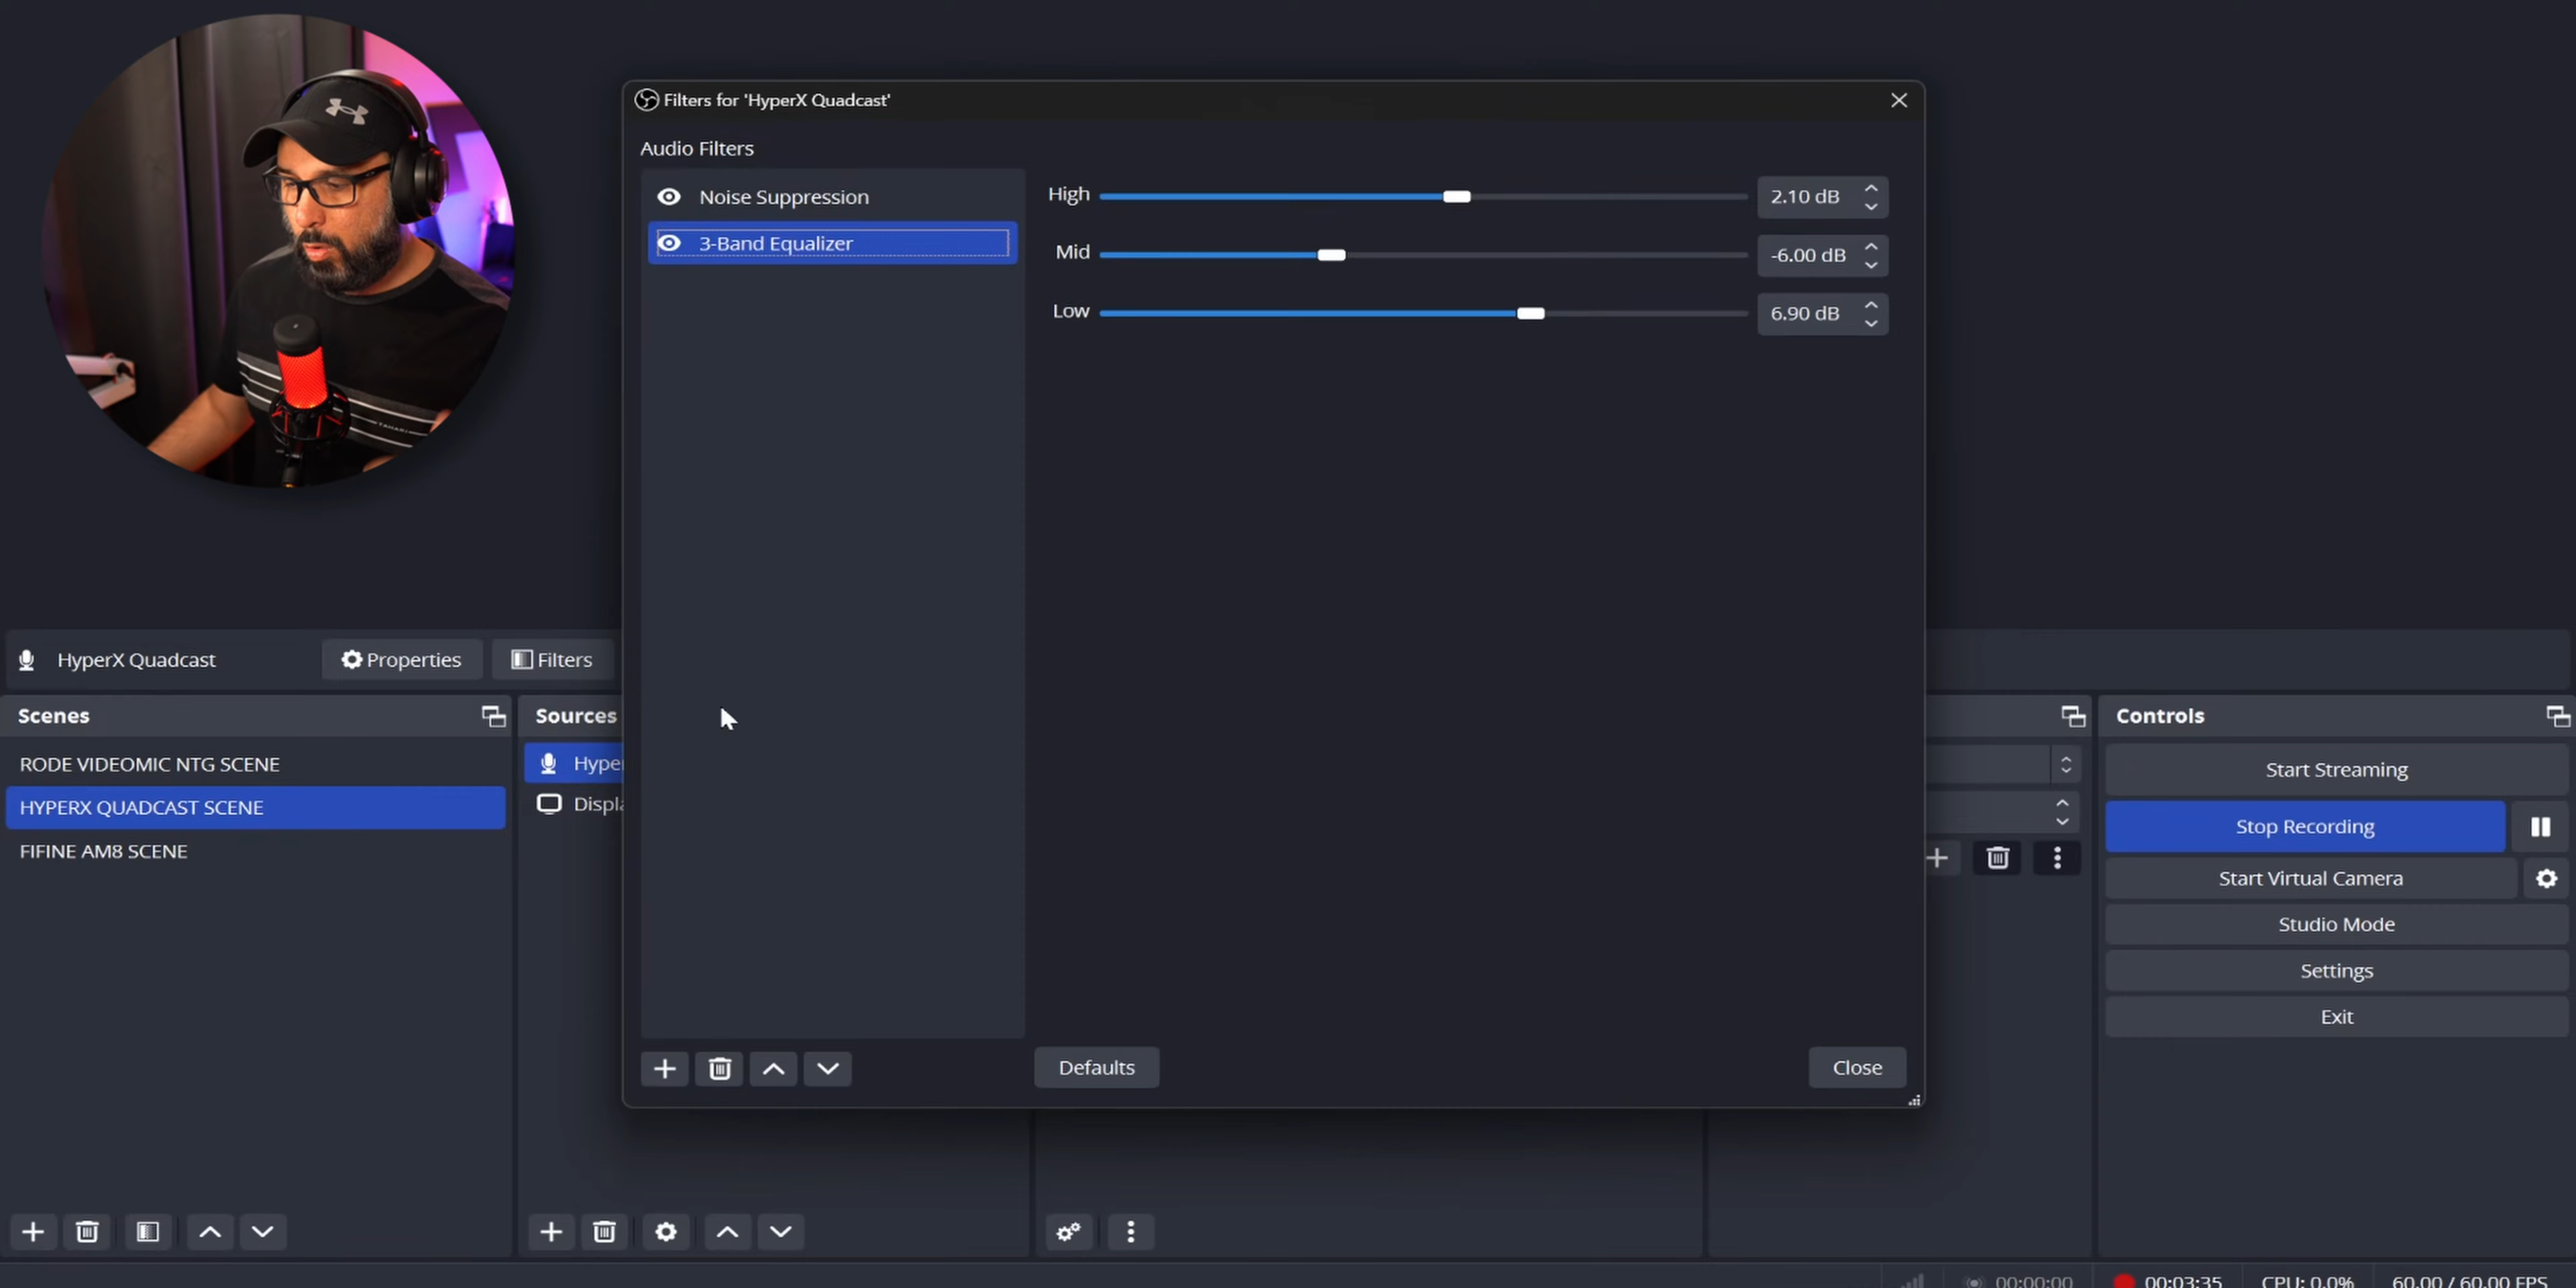 Filters for 'HyperX Quadcast'
Audio Filters
Noise Suppression
3-Band Equalizer
High
2.10 dB
Mid
-6.00 dB
Low
6.90 dB
Defaults
Close
HyperX Quadcast
Properties
Filters
Scenes
RODE VIDEOMIC NTG SCENE
HYPERX QUADCAST SCENE
FIFINE AM8 SCENE
Sources
Hype
Displ
Controls
Start Streaming
Stop Recording
Start Virtual Camera
Studio Mode
Settings
Exit
00:00:00
00:03:35
CPU: 0.0%
60.00 / 60.00 FPS